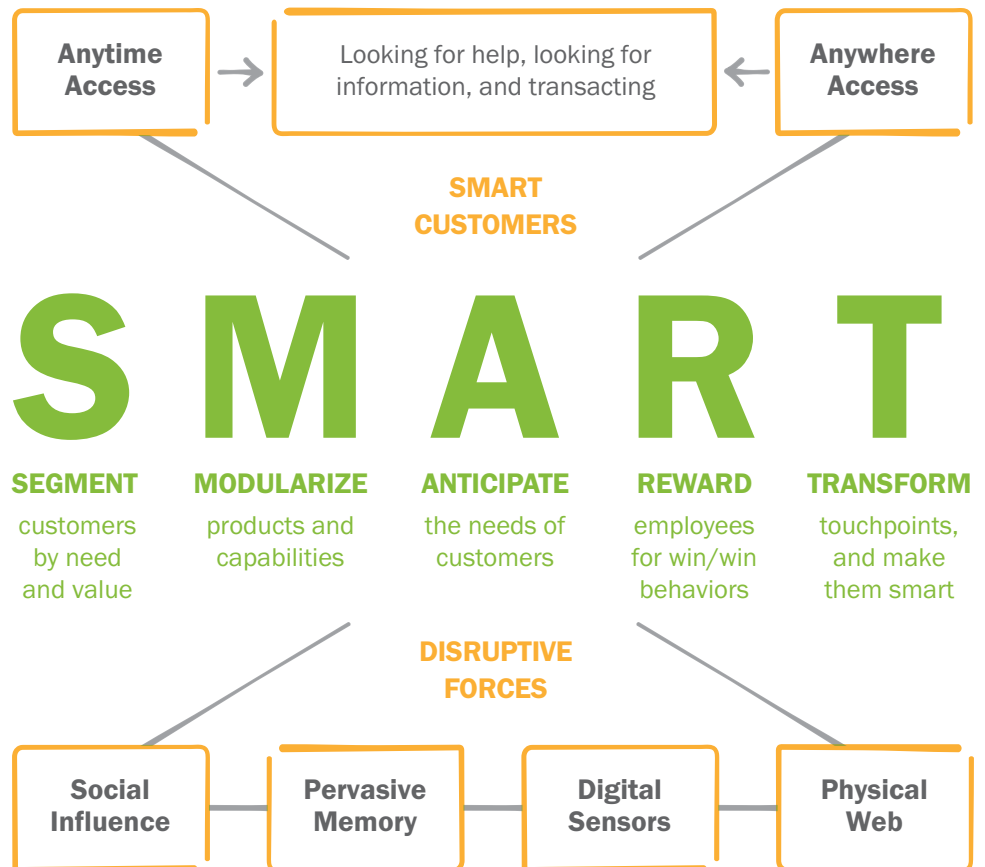 Anytime
Access
Looking for help, looking for
information, and transacting
Anywhere
Access
SMART
CUSTOMERS
S M A R T
SEGMENT
customers
by need
and value
MODULARIZE
products and
capabilities
ANTICIPATE
the needs of
customers
REWARD
employees
for win/win
behaviors
TRANSFORM
touchpoints,
and make
them smart
DISRUPTIVE
FORCES
Social
Influence
Pervasive
Memory
Digital
Sensors
Physical
Web